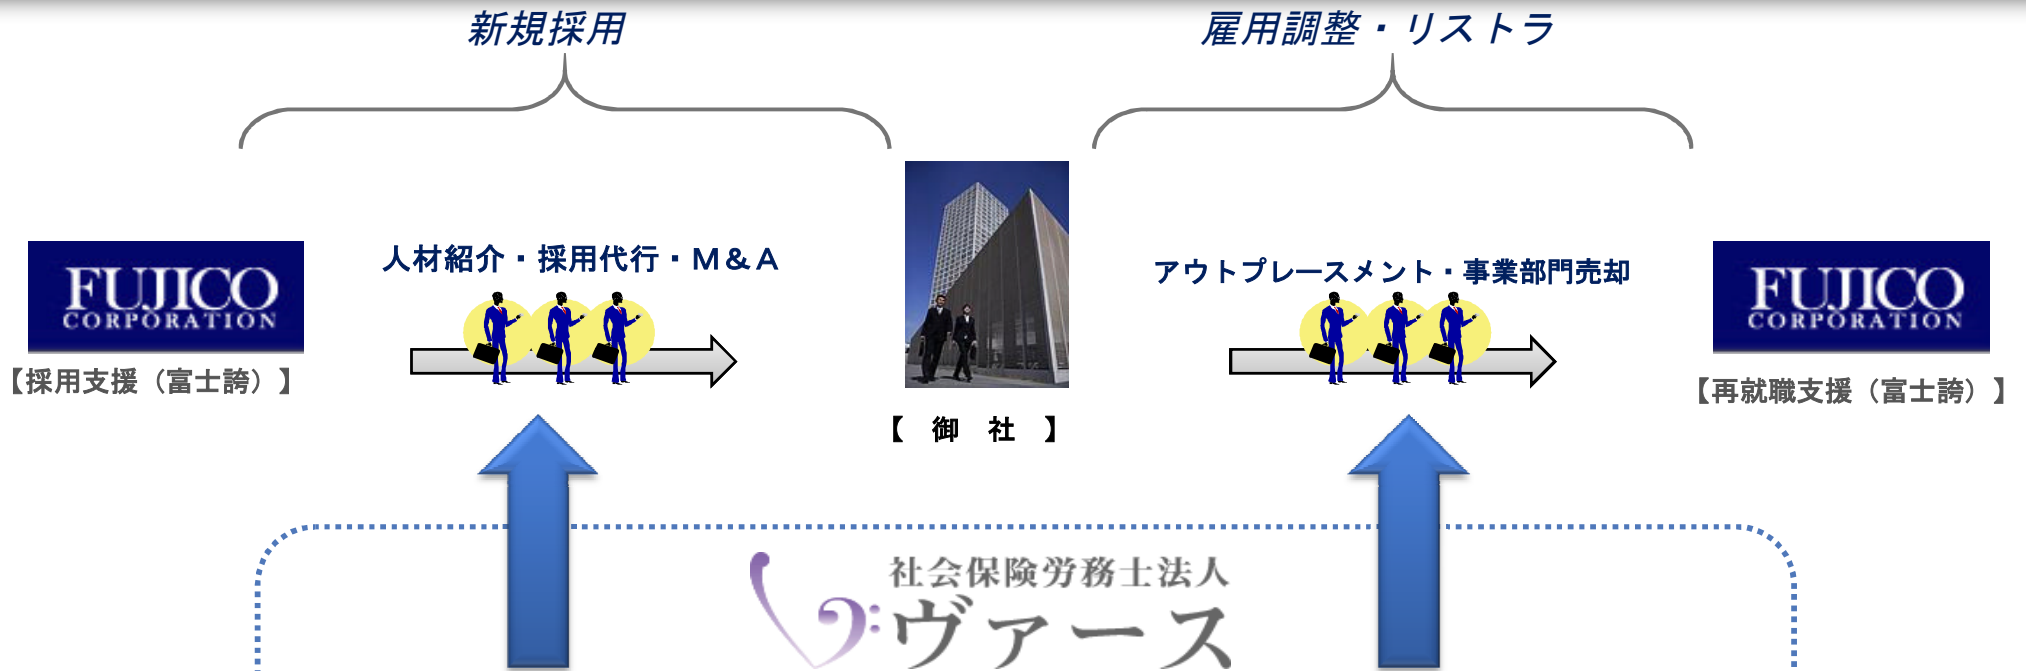 新規採用
雇用調整・リストラ
人材紹介・採用代行・M＆A
アウトプレースメント・事業部門売却
FUJICO
CORPORATION
【採用支援（富士誇）】
【　御　社　】
FUJICO
CORPORATION
【再就職支援（富士誇）】
社会保険労務士法人
ヴァース